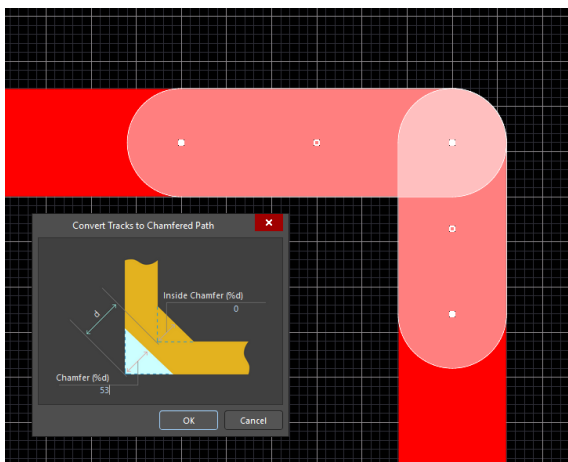 Convert Tracks to Chamfered Path
d
Inside Chamfer (%d)
0
Chamfer (%d)
53
OK Cancel